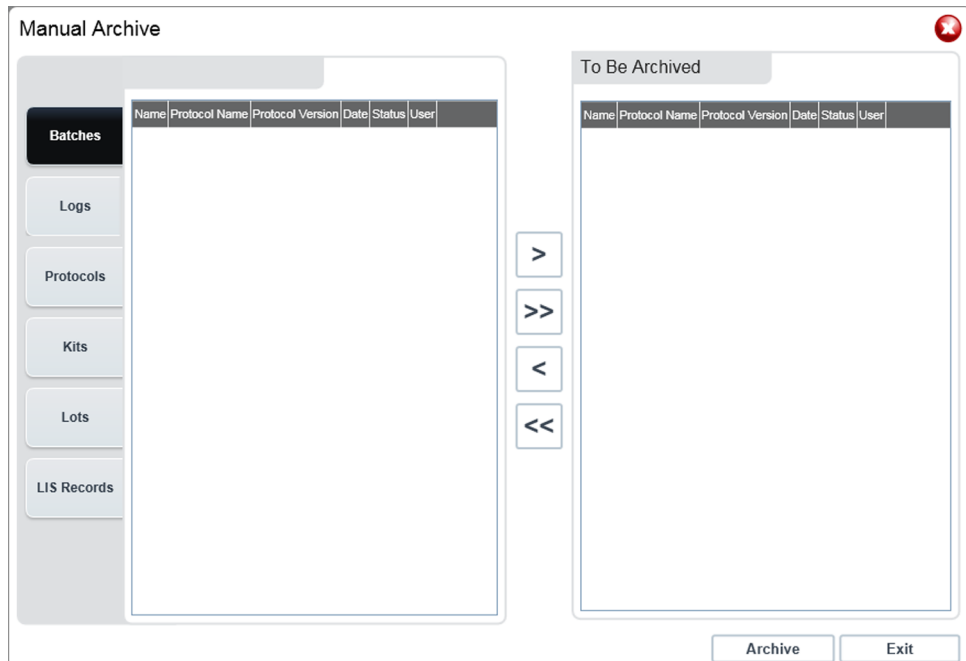 Manual Archive
To Be Archived
Name Protocol Name Protocol Version Date Status User
Name Protocol Name Protocol Version Date Status User
Batches
Logs
Protocols
Kits
Lots
LIS Records
>
>>
<
<<
Archive Exit